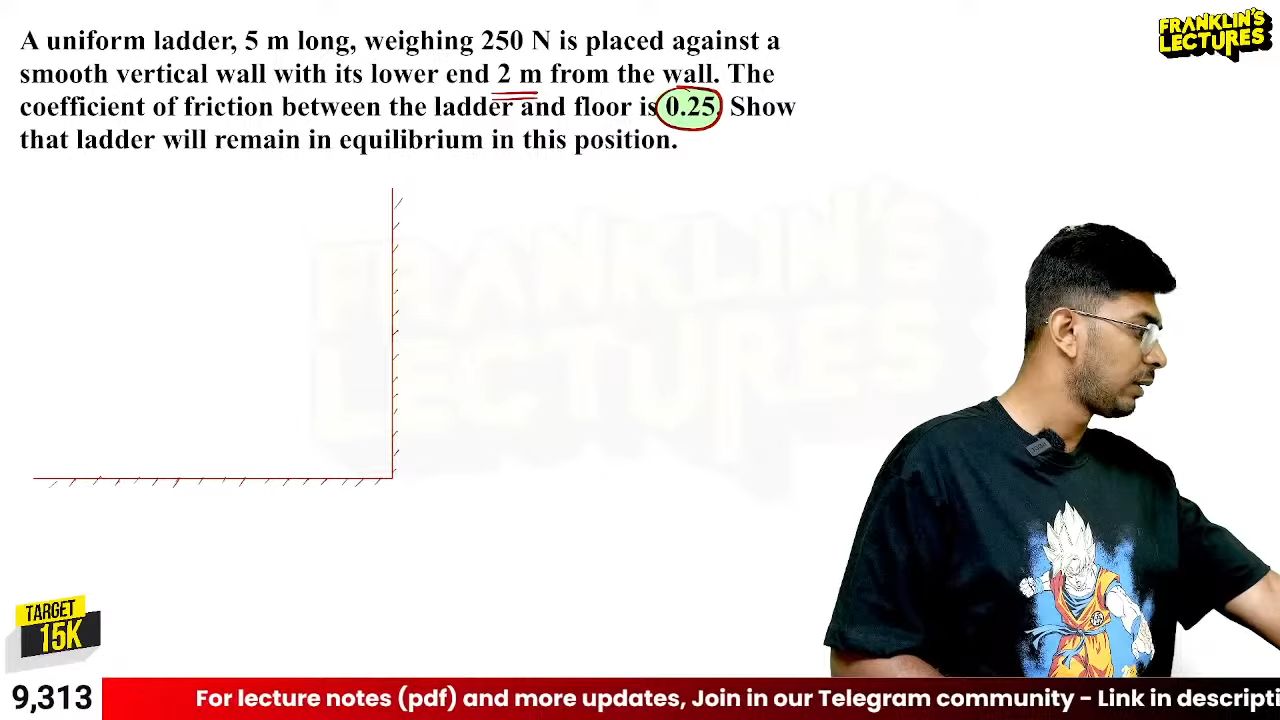 A uniform ladder, 5 m long, weighing 250 N is placed against a
smooth vertical wall with its lower end 2 m from the wall. The
coefficient of friction between the ladder and floor is 0.25. Show
that ladder will remain in equilibrium in this position.
FRANKLIN'S
LECTURES
FRANKLIN'S
LECTURES
TARGET
15K
9,313
For lecture notes (pdf) and more updates, Join in our Telegram community - Link in descripti